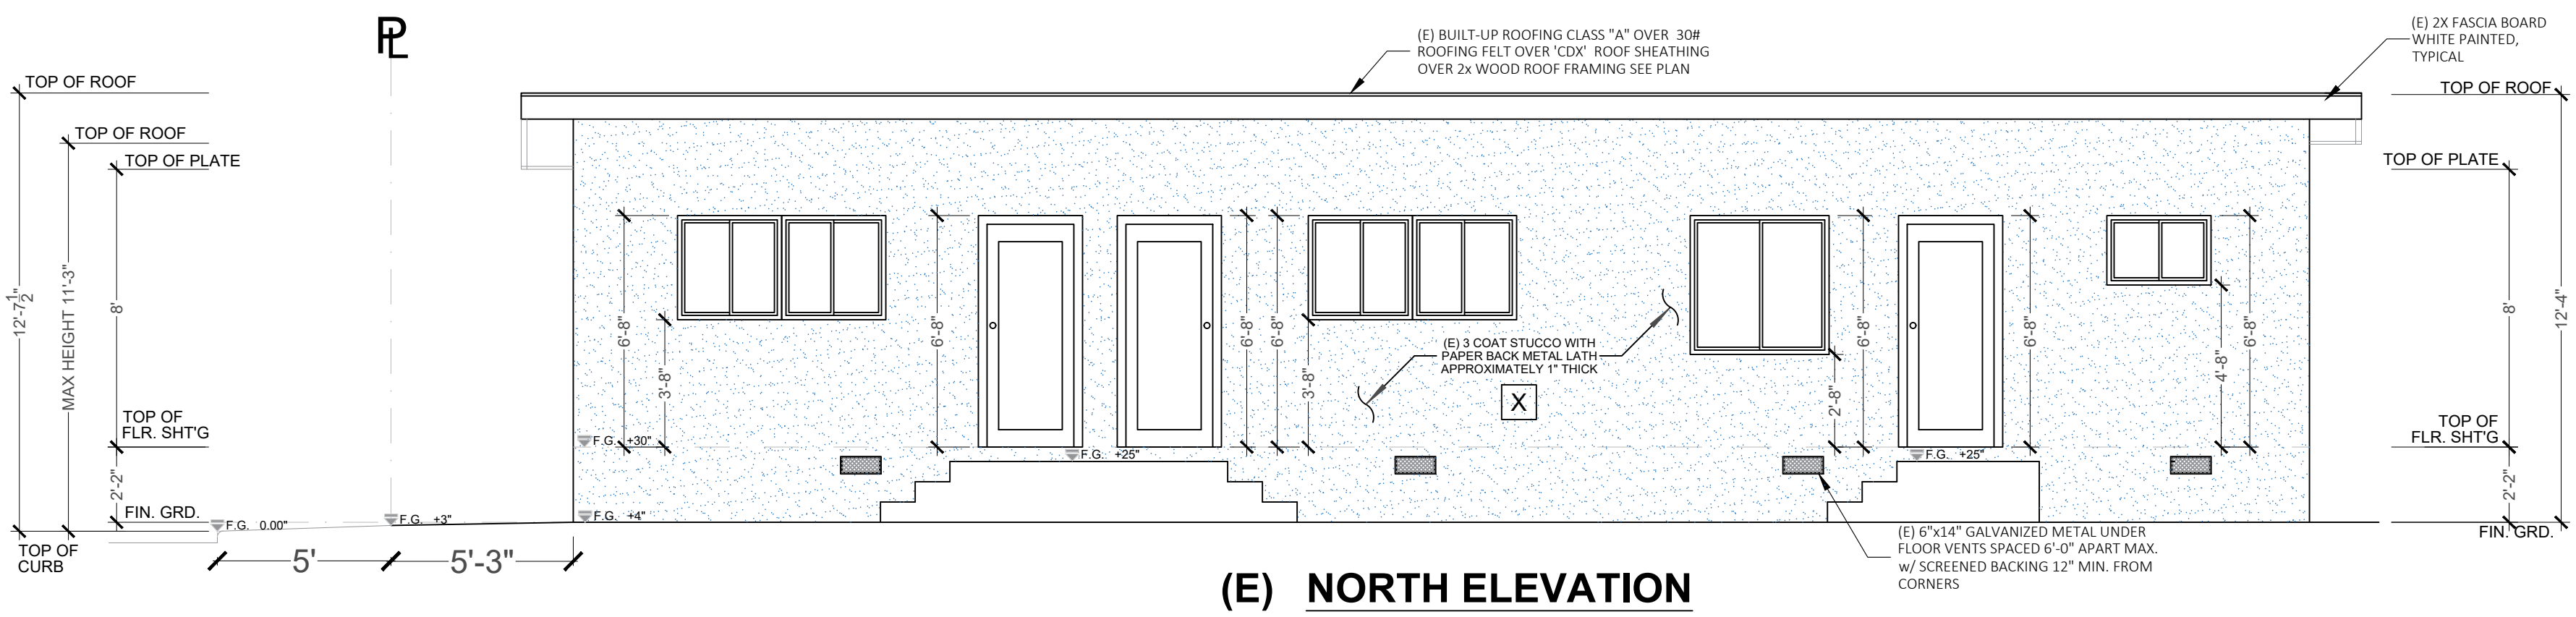 PL
(E) BUILT-UP ROOFING CLASS "A" OVER 30#
ROOFING FELT OVER 'CDX' ROOF SHEATHING
OVER 2x WOOD ROOF FRAMING SEE PLAN
(E) 2X FASCIA BOARD
WHITE PAINTED,
TYPICAL
TOP OF ROOF
TOP OF ROOF
TOP OF PLATE
TOP OF
FLR. SHT'G
FIN. GRD.
TOP OF
CURB
12'-7 1/2"
MAX HEIGHT 11'-3"
8'
2'-2"
F.G. 0.00"
F.G. +3"
F.G. +4"
F.G. +30"
5'
5'-3"
6'-8"
3'-8"
6'-8"
6'-8"
6'-8"
3'-8"
F.G. +25"
(E) 3 COAT STUCCO WITH
PAPER BACK METAL LATH
APPROXIMATELY 1" THICK
X
2'-8"
6'-8"
6'-8"
4'-8"
6'-8"
F.G. +25"
TOP OF ROOF
TOP OF PLATE
TOP OF
FLR. SHT'G
FIN. GRD.
8'
2'-2"
12'-4"
(E) 6"x14" GALVANIZED METAL UNDER
FLOOR VENTS SPACED 6'-0" APART MAX.
w/ SCREENED BACKING 12" MIN. FROM
CORNERS
(E) NORTH ELEVATION